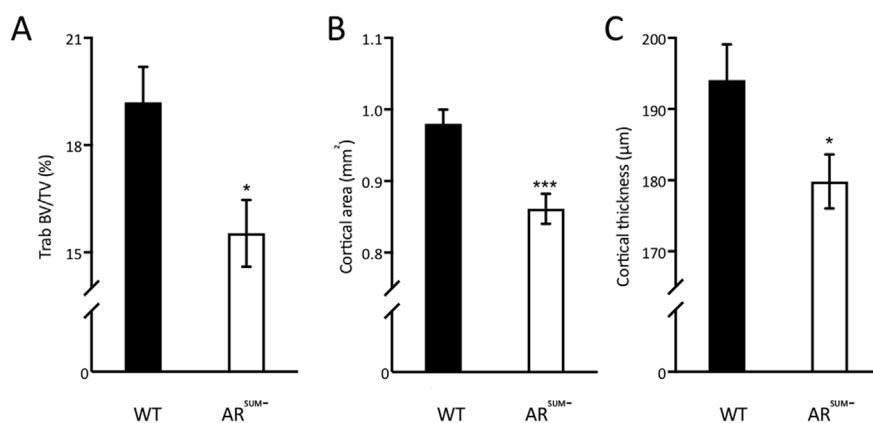 A
B
C
21
18
15
0
Trab BV/TV (%)
*
WT
AR^SUM−
1.1
1.0
0.9
0.8
0
Cortical area (mm²)
***
WT
AR^SUM−
200
190
180
170
0
Cortical thickness (μm)
*
WT
AR^SUM−